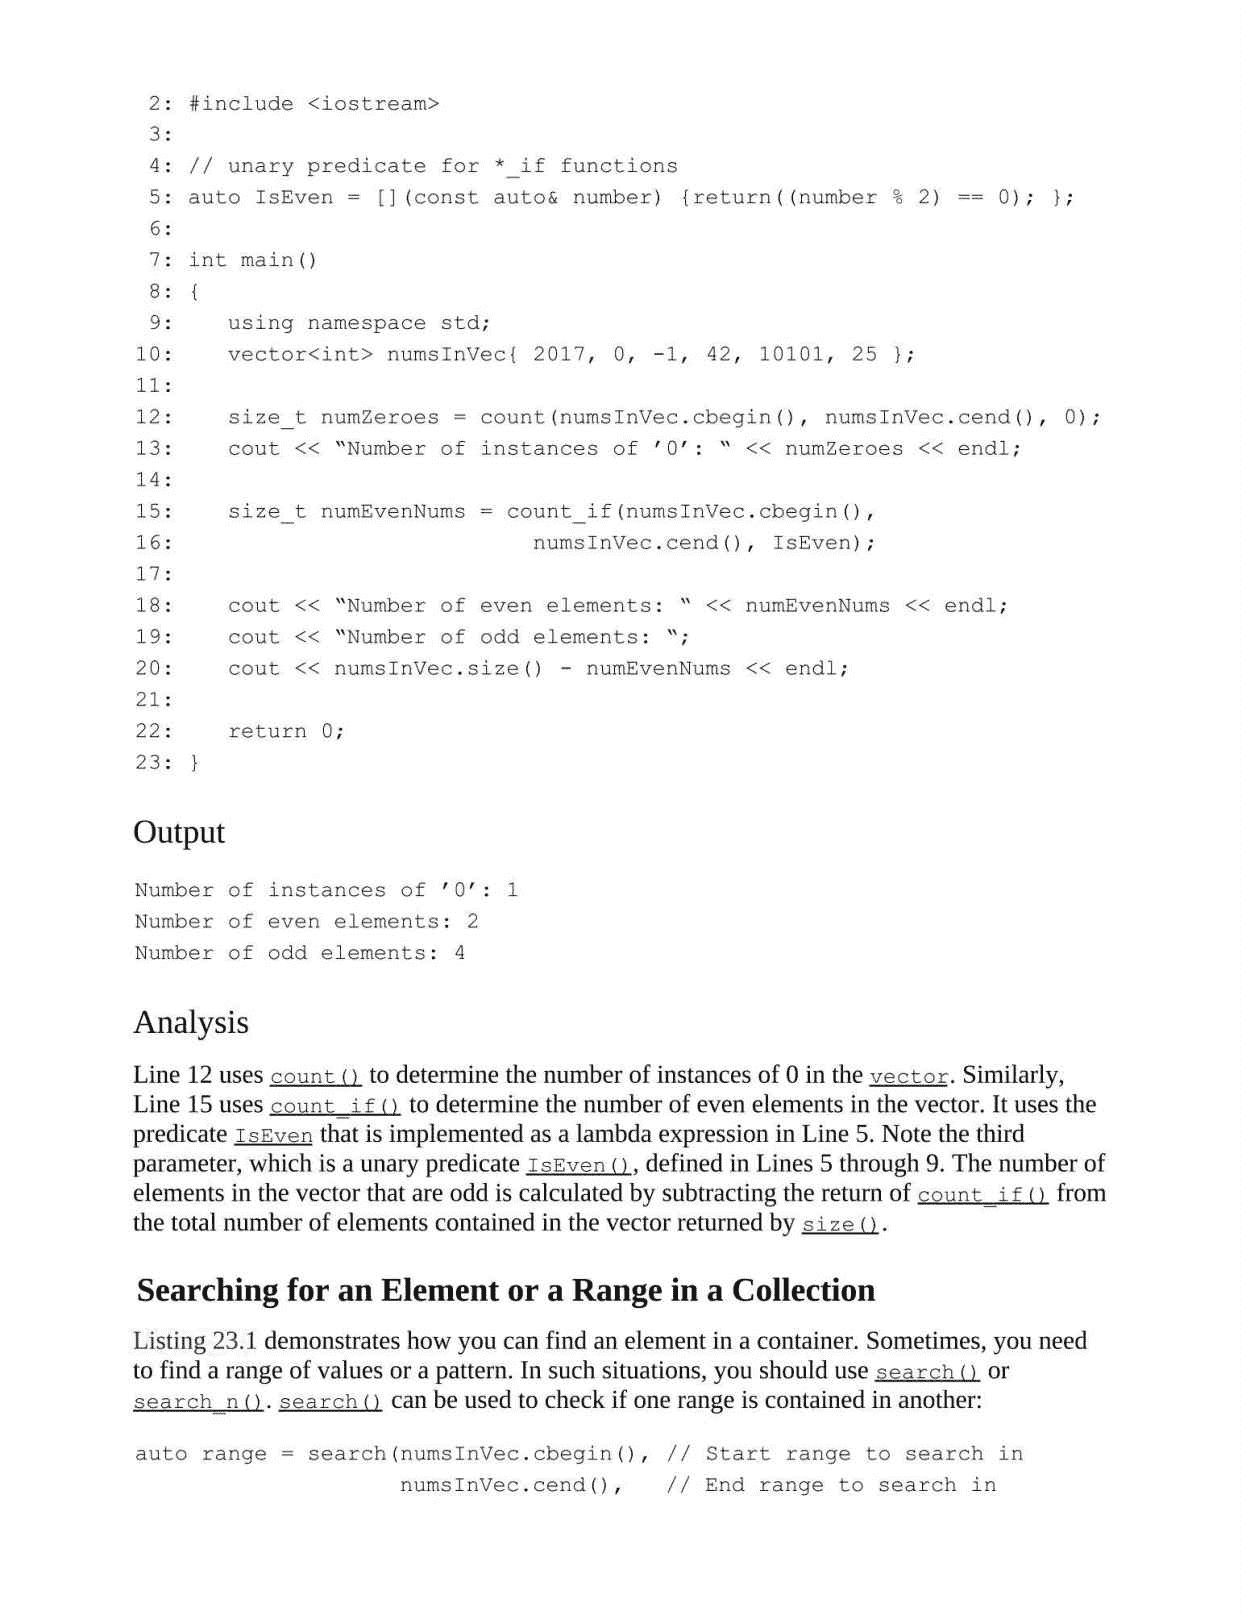 2: #include <iostream>
3:
4: // unary predicate for *_if functions
5: auto IsEven = [](const auto& number) {return((number % 2) == 0); };
6:
7: int main()
8: {
9:    using namespace std;
10:    vector<int> numsInVec{ 2017, 0, -1, 42, 10101, 25 };
11:
12:    size_t numZeroes = count(numsInVec.cbegin(), numsInVec.cend(), 0);
13:    cout << “Number of instances of ’0’: “ << numZeroes << endl;
14:
15:    size_t numEvenNums = count_if(numsInVec.cbegin(),
16:                           numsInVec.cend(), IsEven);
17:
18:    cout << “Number of even elements: “ << numEvenNums << endl;
19:    cout << “Number of odd elements: “;
20:    cout << numsInVec.size() - numEvenNums << endl;
21:
22:    return 0;
23: }
Output
Number of instances of ’0’: 1
Number of even elements: 2
Number of odd elements: 4
Analysis
Line 12 uses count() to determine the number of instances of 0 in the vector. Similarly,
Line 15 uses count_if() to determine the number of even elements in the vector. It uses the
predicate IsEven that is implemented as a lambda expression in Line 5. Note the third
parameter, which is a unary predicate IsEven(), defined in Lines 5 through 9. The number of
elements in the vector that are odd is calculated by subtracting the return of count_if() from
the total number of elements contained in the vector returned by size().
Searching for an Element or a Range in a Collection
Listing 23.1 demonstrates how you can find an element in a container. Sometimes, you need
to find a range of values or a pattern. In such situations, you should use search() or
search_n(). search() can be used to check if one range is contained in another:
auto range = search(numsInVec.cbegin(), // Start range to search in
                    numsInVec.cend(),   // End range to search in